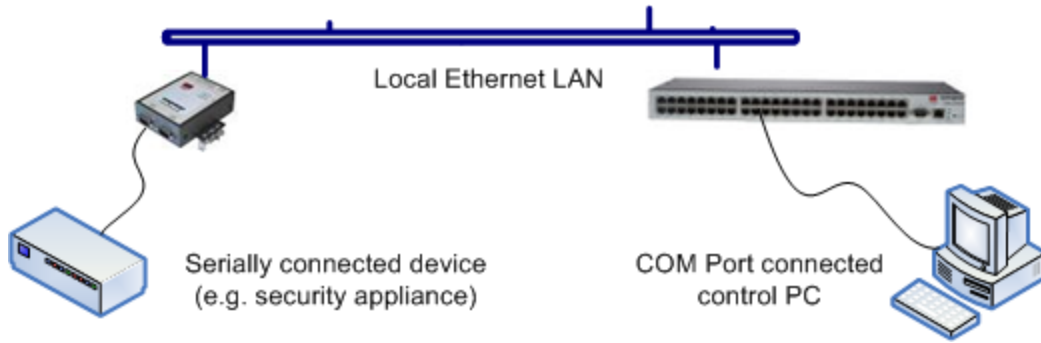 Local Ethernet LAN
Serially connected device
(e.g. security appliance)
COM Port connected
control PC